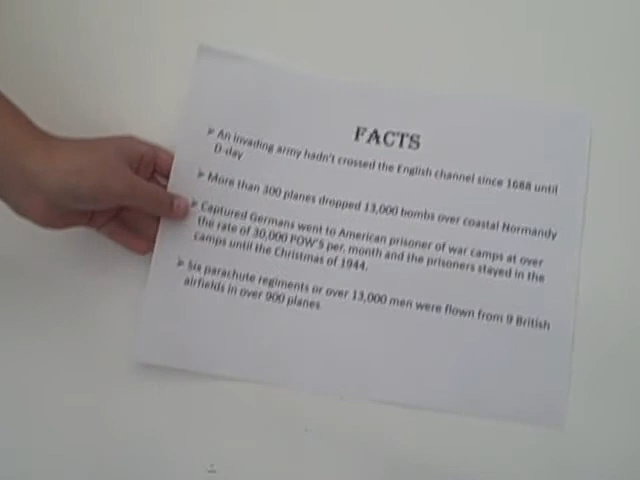 FACTS
➤ An invading army hadn't crossed the English channel since 1688 until
D-day
➤ More than 300 planes dropped 13,000 bombs over coastal Normandy
➤ Captured Germans went to American prisoner of war camps at over
the rate of 30,000 POW'S per, month and the prisoners stayed in the
camps until the Christmas of 1944.
➤ Six parachute regiments or over 13,000 men were flown from 9 British
airfields in over 900 planes